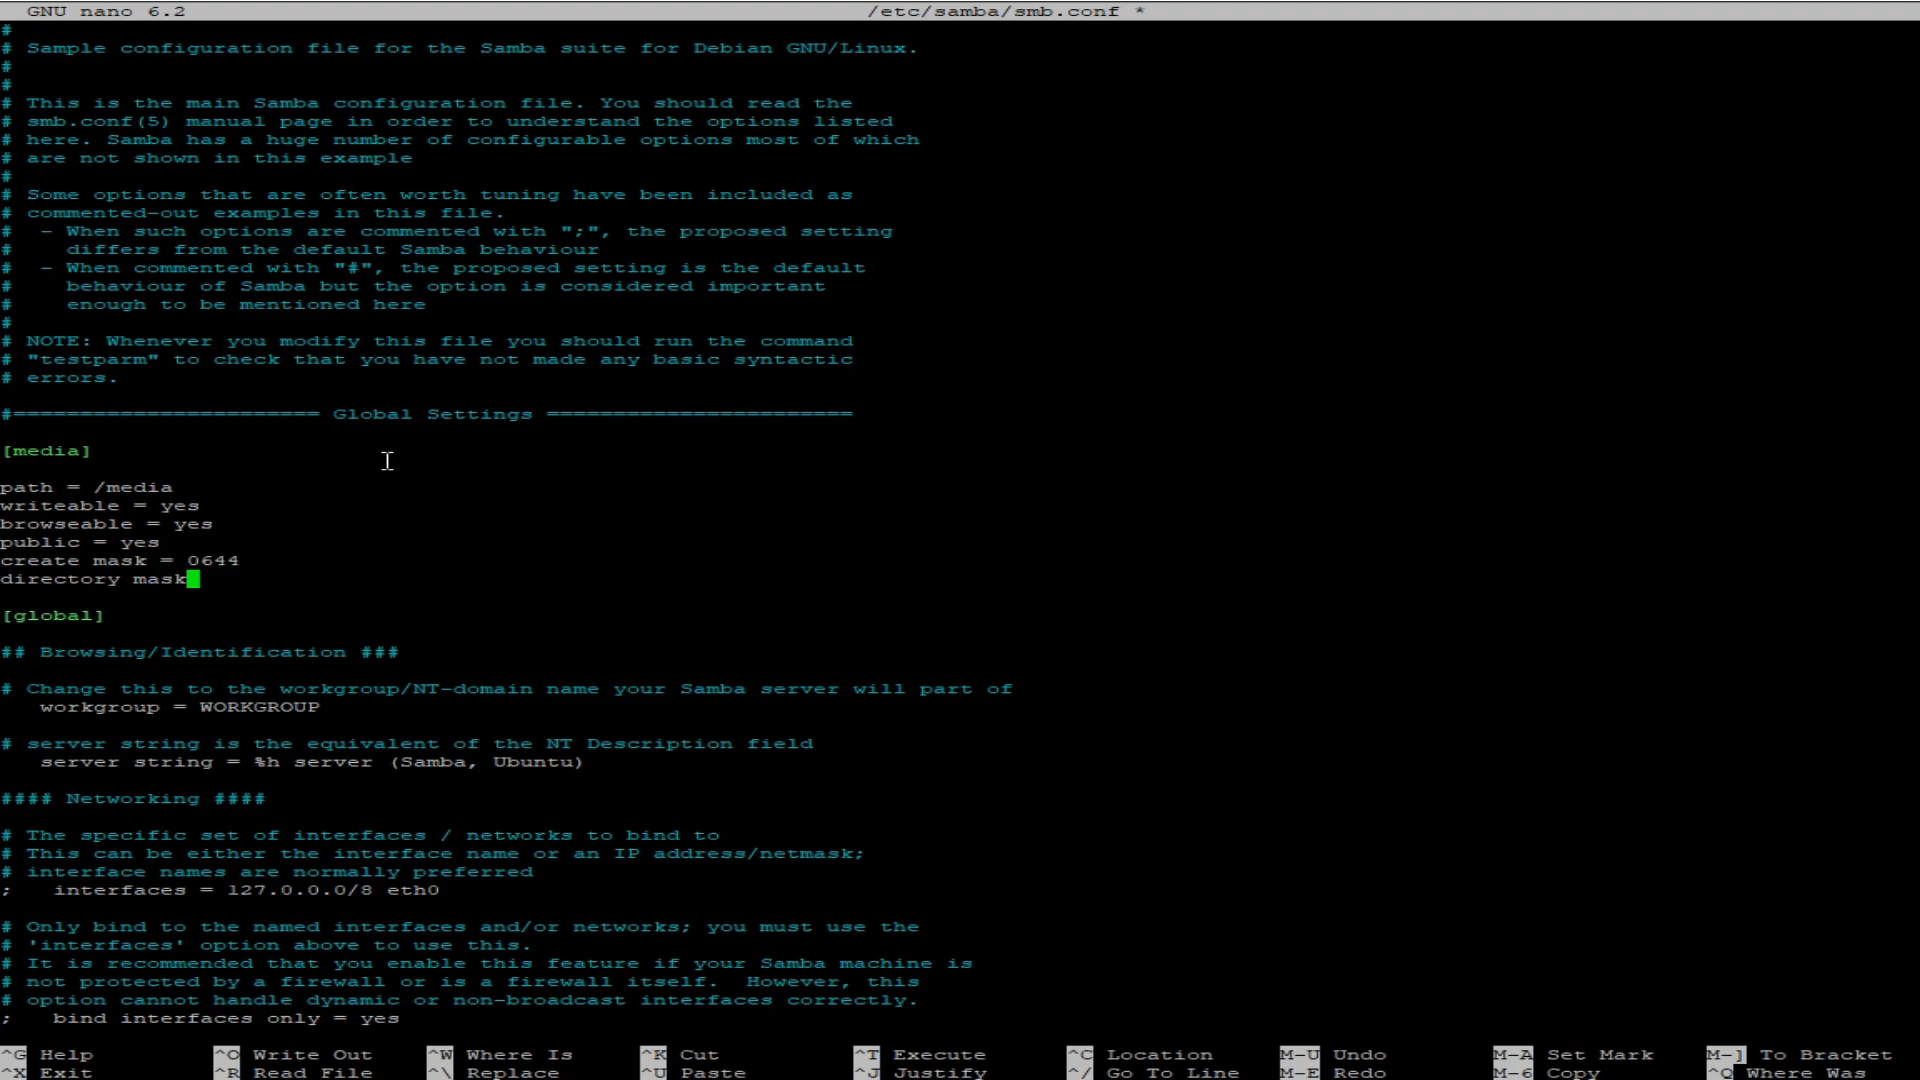 GNU nano 6.2 /etc/samba/smb.conf *
#
# Sample configuration file for the Samba suite for Debian GNU/Linux.
#
#
# This is the main Samba configuration file. You should read the
# smb.conf(5) manual page in order to understand the options listed
# here. Samba has a huge number of configurable options most of which
# are not shown in this example
#
# Some options that are often worth tuning have been included as
# commented-out examples in this file.
#  - When such options are commented with ";", the proposed setting
#    differs from the default Samba behaviour
#  - When commented with "#", the proposed setting is the default
#    behaviour of Samba but the option is considered important
#    enough to be mentioned here
#
# NOTE: Whenever you modify this file you should run the command
# "testparm" to check that you have not made any basic syntactic
# errors.
#======================= Global Settings =======================
[media]
path = /media
writeable = yes
browseable = yes
public = yes
create mask = 0644
directory mask
[global]
## Browsing/Identification ###
# Change this to the workgroup/NT-domain name your Samba server will part of
   workgroup = WORKGROUP
# server string is the equivalent of the NT Description field
   server string = %h server (Samba, Ubuntu)
#### Networking ####
# The specific set of interfaces / networks to bind to
# This can be either the interface name or an IP address/netmask;
# interface names are normally preferred
;   interfaces = 127.0.0.0/8 eth0
# Only bind to the named interfaces and/or networks; you must use the
# 'interfaces' option above to use this.
# It is recommended that you enable this feature if your Samba machine is
# not protected by a firewall or is a firewall itself.  However, this
# option cannot handle dynamic or non-broadcast interfaces correctly.
;   bind interfaces only = yes
^G Help ^O Write Out ^W Where Is ^K Cut ^T Execute ^C Location M-U Undo M-A Set Mark M-] To Bracket
^X Exit ^R Read File ^\ Replace ^U Paste ^J Justify ^/ Go To Line M-E Redo M-6 Copy ^Q Where Was